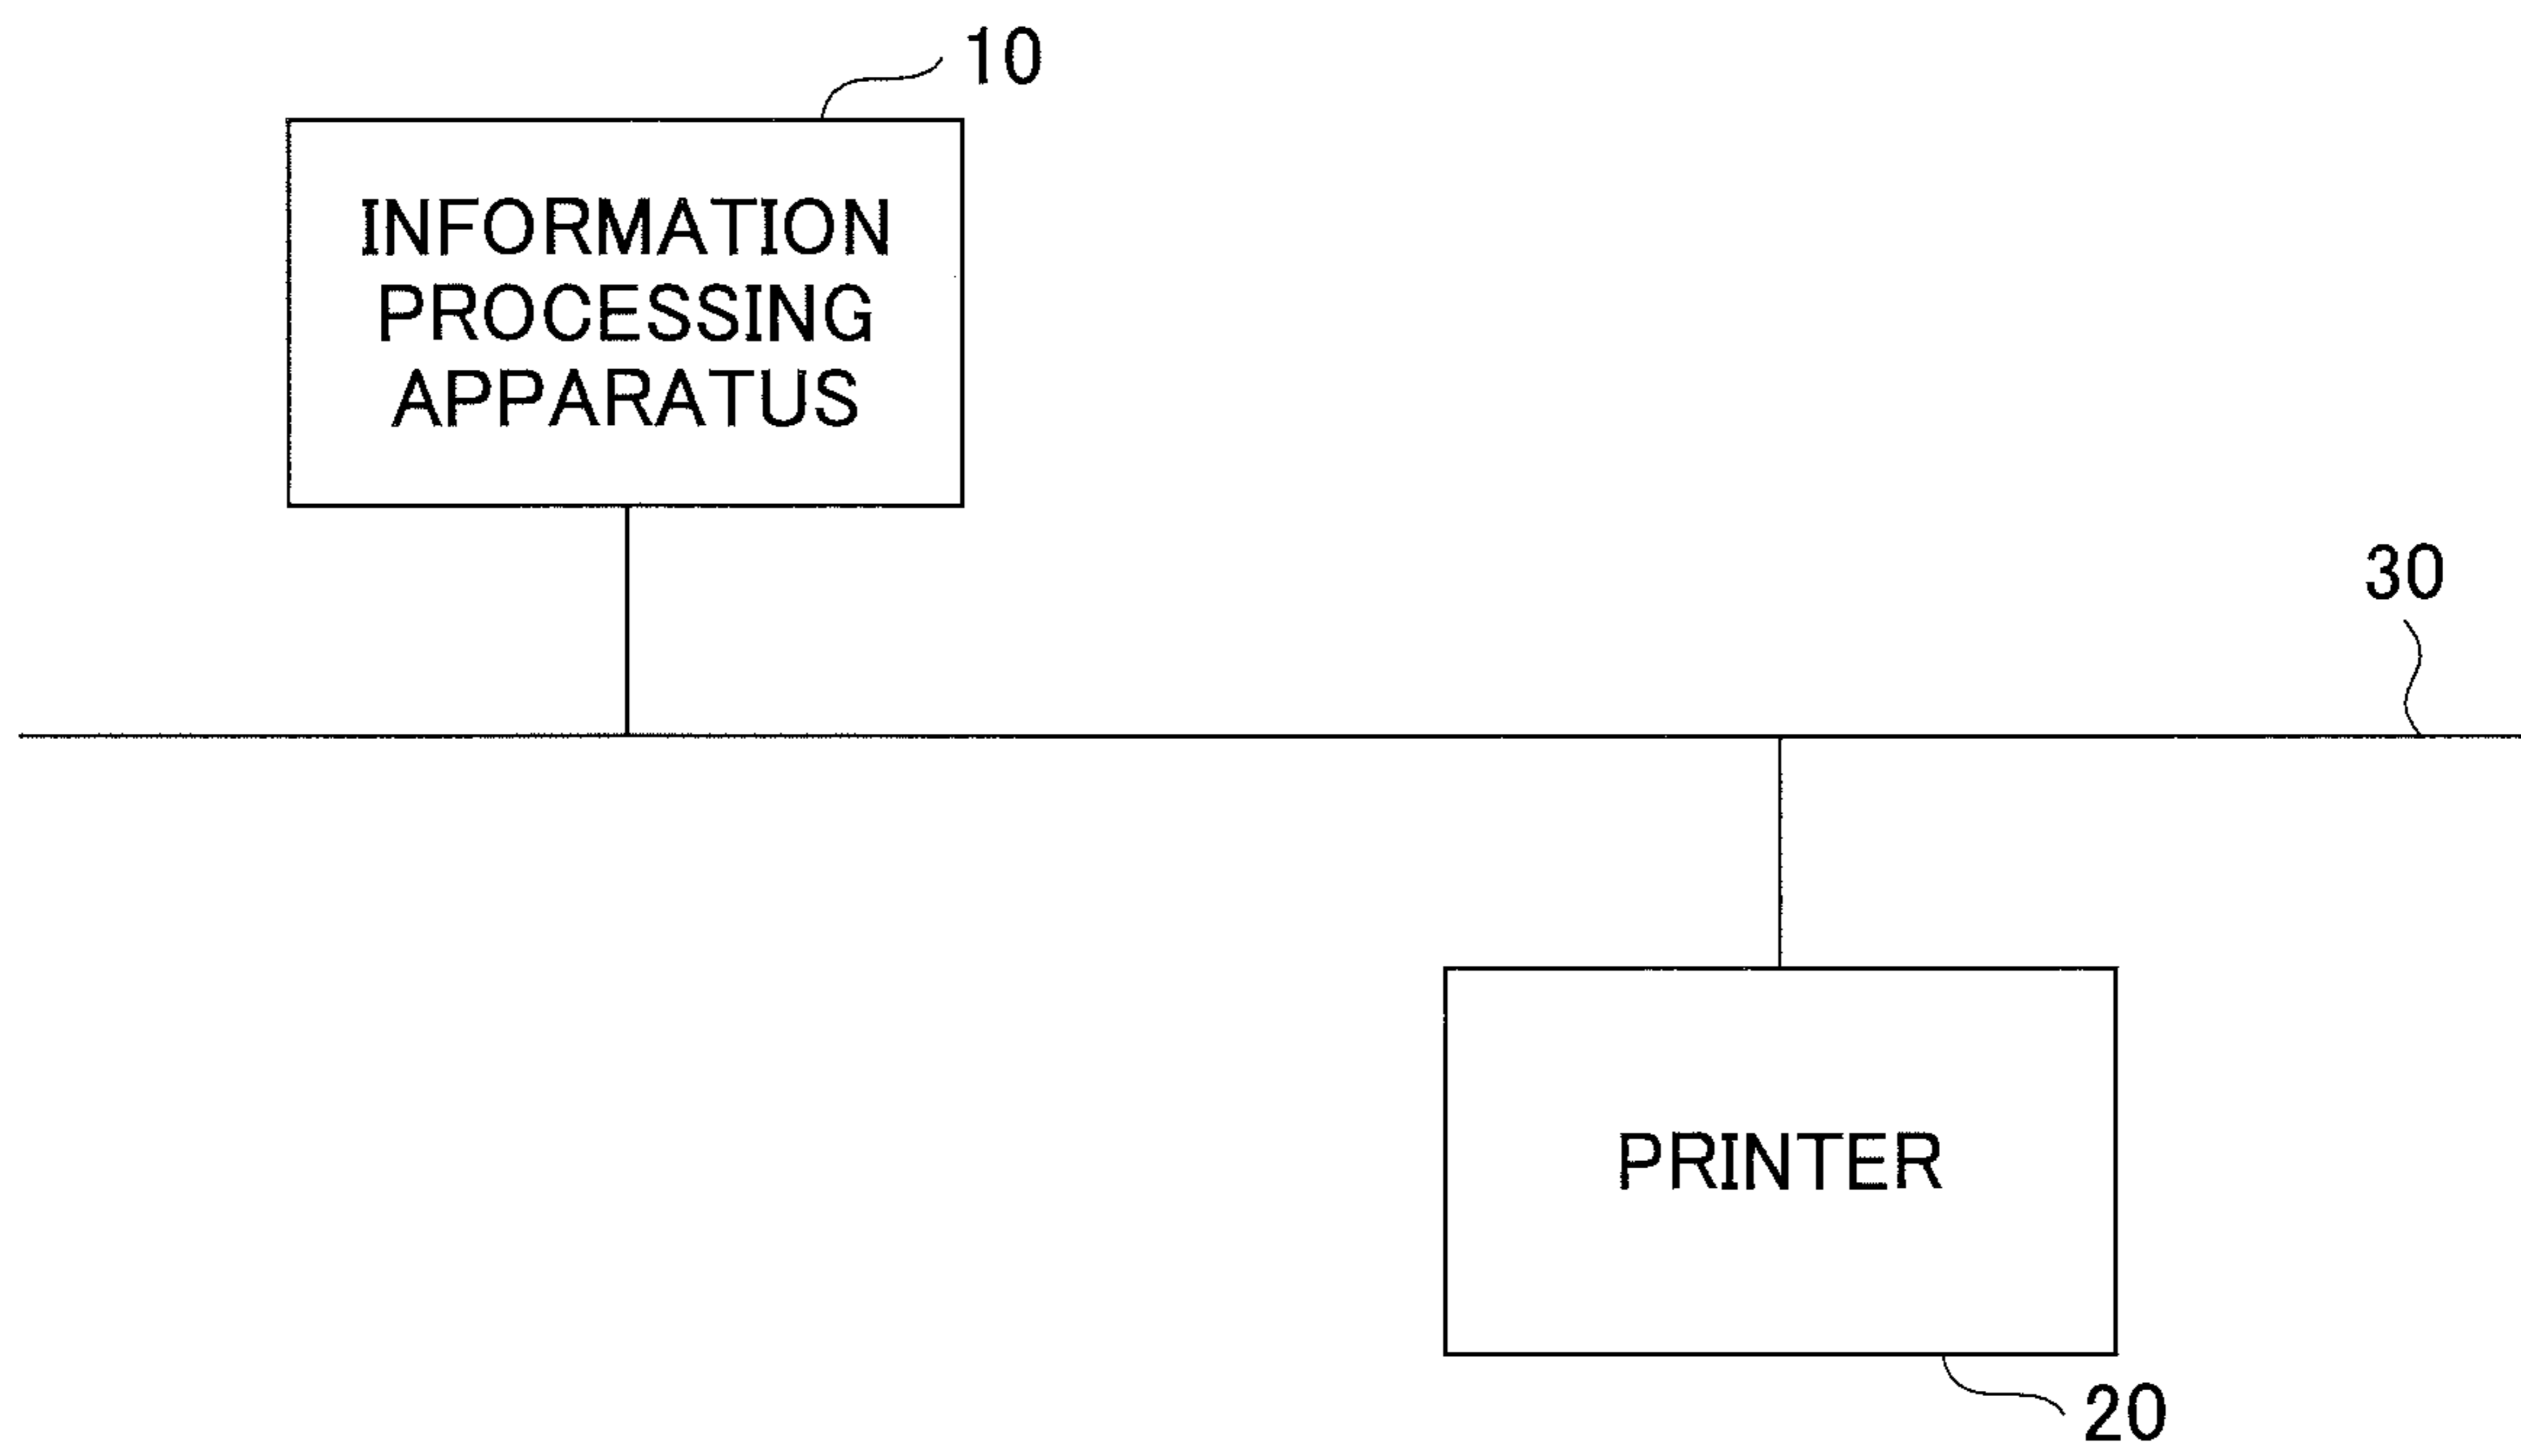 10
INFORMATION
PROCESSING
APPARATUS
30
PRINTER
20